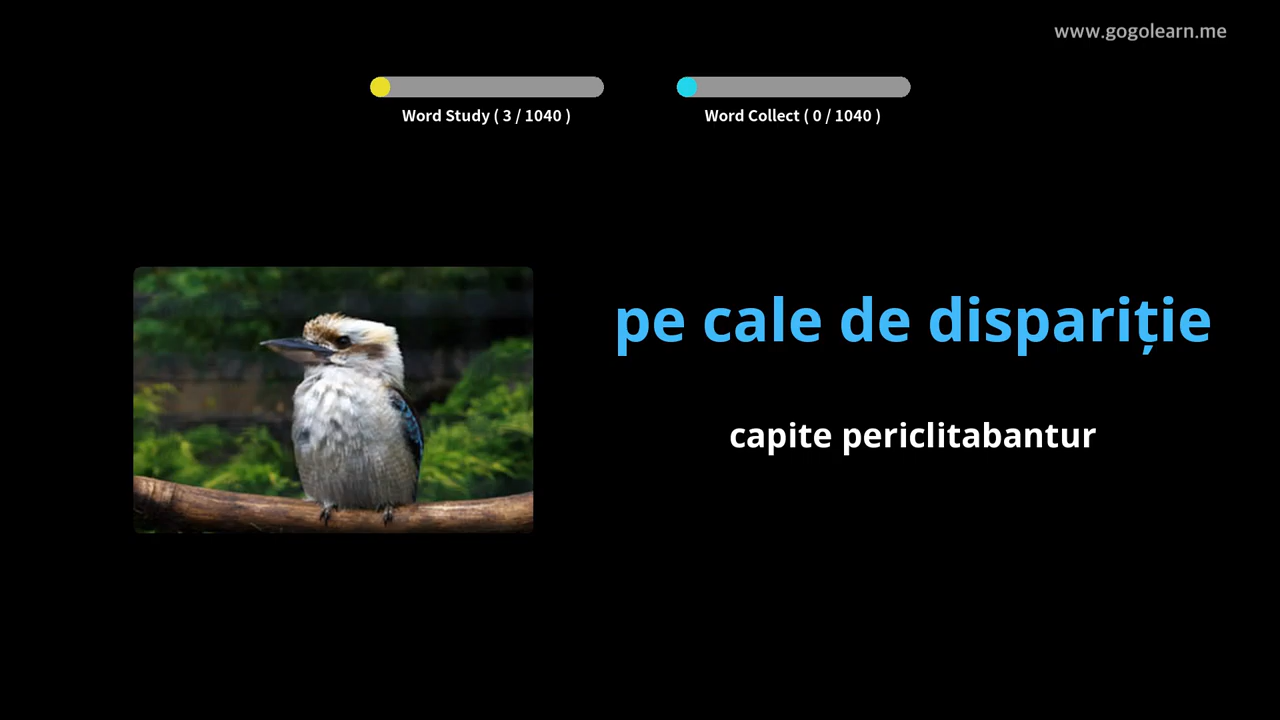 www.gogolearn.me
Word Study ( 3 / 1040 )
Word Collect ( 0 / 1040 )
pe cale de dispariție
capite periclitabantur